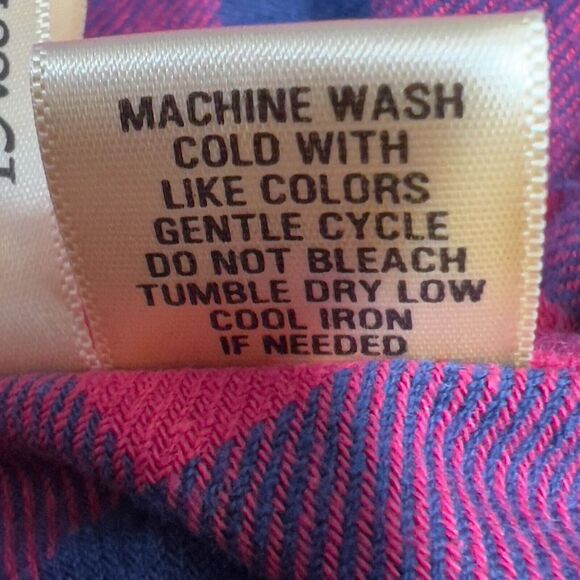 MACHINE WASH
COLD WITH
LIKE COLORS
GENTLE CYCLE
DO NOT BLEACH
TUMBLE DRY LOW
COOL IRON
IF NEEDED